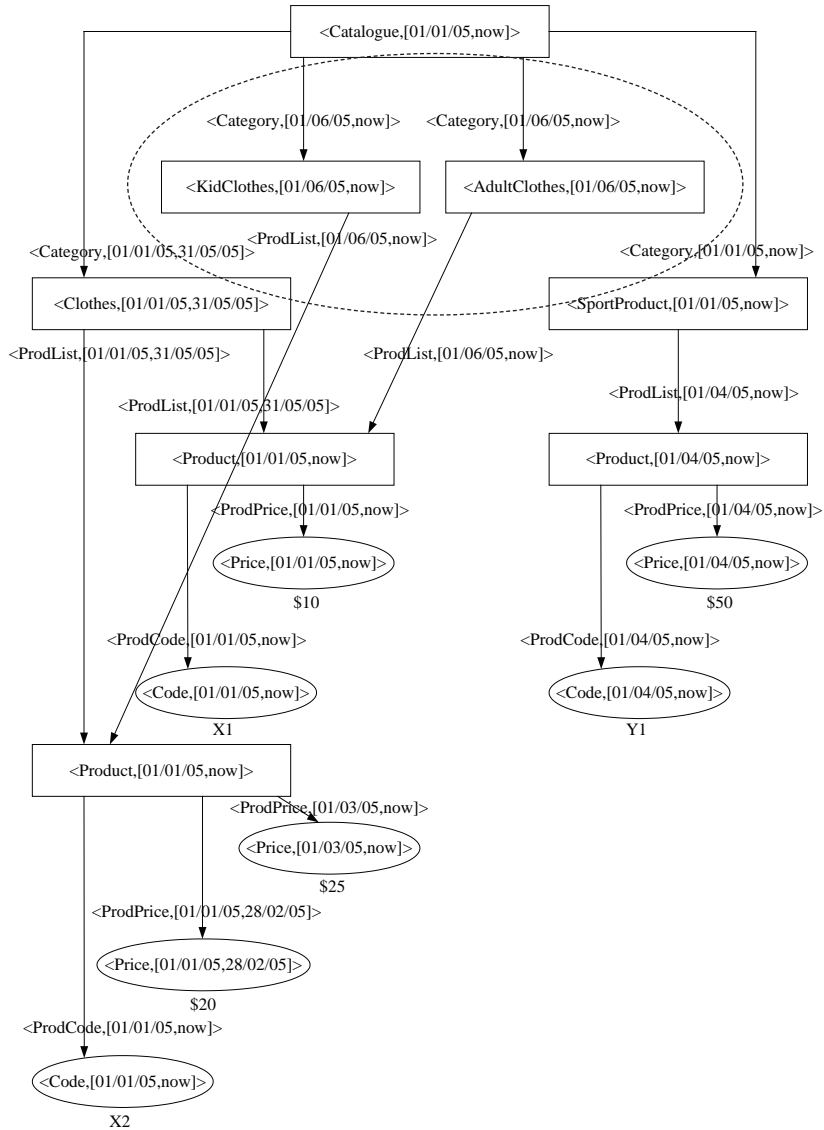 <Catalogue,[01/01/05,now]>
<Category,[01/06/05,now]>
<Category,[01/06/05,now]>
<KidClothes,[01/06/05,now]>
<AdultClothes,[01/06/05,now]>
<ProdList,[01/06/05,now]>
<Category,[01/01/05,31/05/05]>
<Category,[01/01/05,now]>
<Clothes,[01/01/05,31/05/05]>
<SportProduct,[01/01/05,now]>
<ProdList,[01/01/05,31/05/05]>
<ProdList,[01/06/05,now]>
<ProdList,[01/01/05,31/05/05]>
<ProdList,[01/04/05,now]>
<Product,[01/01/05,now]>
<Product,[01/04/05,now]>
<ProdPrice,[01/01/05,now]>
<ProdPrice,[01/04/05,now]>
<Price,[01/01/05,now]>
<Price,[01/04/05,now]>
$10
$50
<ProdCode,[01/01/05,now]>
<ProdCode,[01/04/05,now]>
<Code,[01/01/05,now]>
<Code,[01/04/05,now]>
X1
Y1
<Product,[01/01/05,now]>
<ProdPrice,[01/03/05,now]>
<Price,[01/03/05,now]>
$25
<ProdPrice,[01/01/05,28/02/05]>
<Price,[01/01/05,28/02/05]>
$20
<ProdCode,[01/01/05,now]>
<Code,[01/01/05,now]>
X2